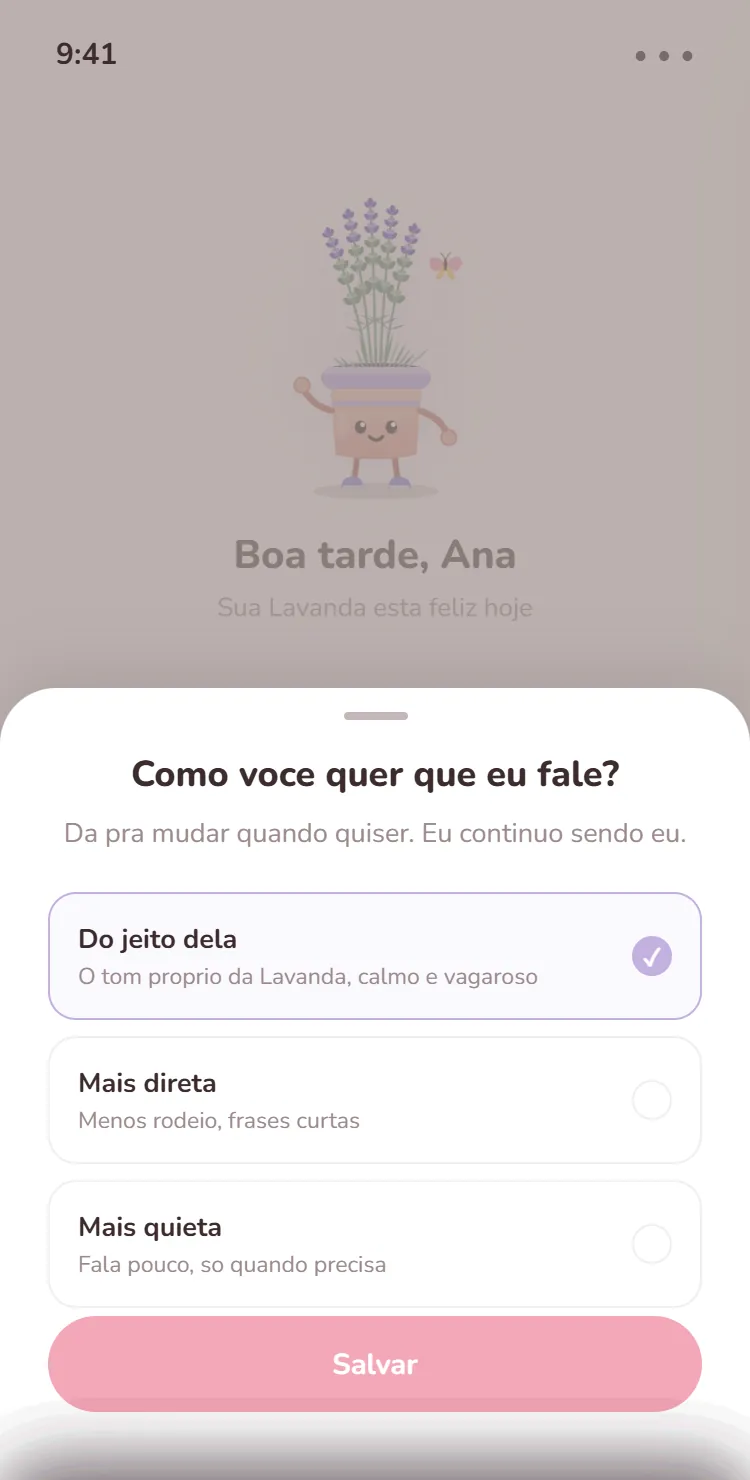 9:41
Boa tarde, Ana
Sua Lavanda esta feliz hoje
Como voce quer que eu fale?
Da pra mudar quando quiser. Eu continuo sendo eu.
Do jeito dela
O tom proprio da Lavanda, calmo e vagaroso
Mais direta
Menos rodeio, frases curtas
Mais quieta
Fala pouco, so quando precisa
Salvar